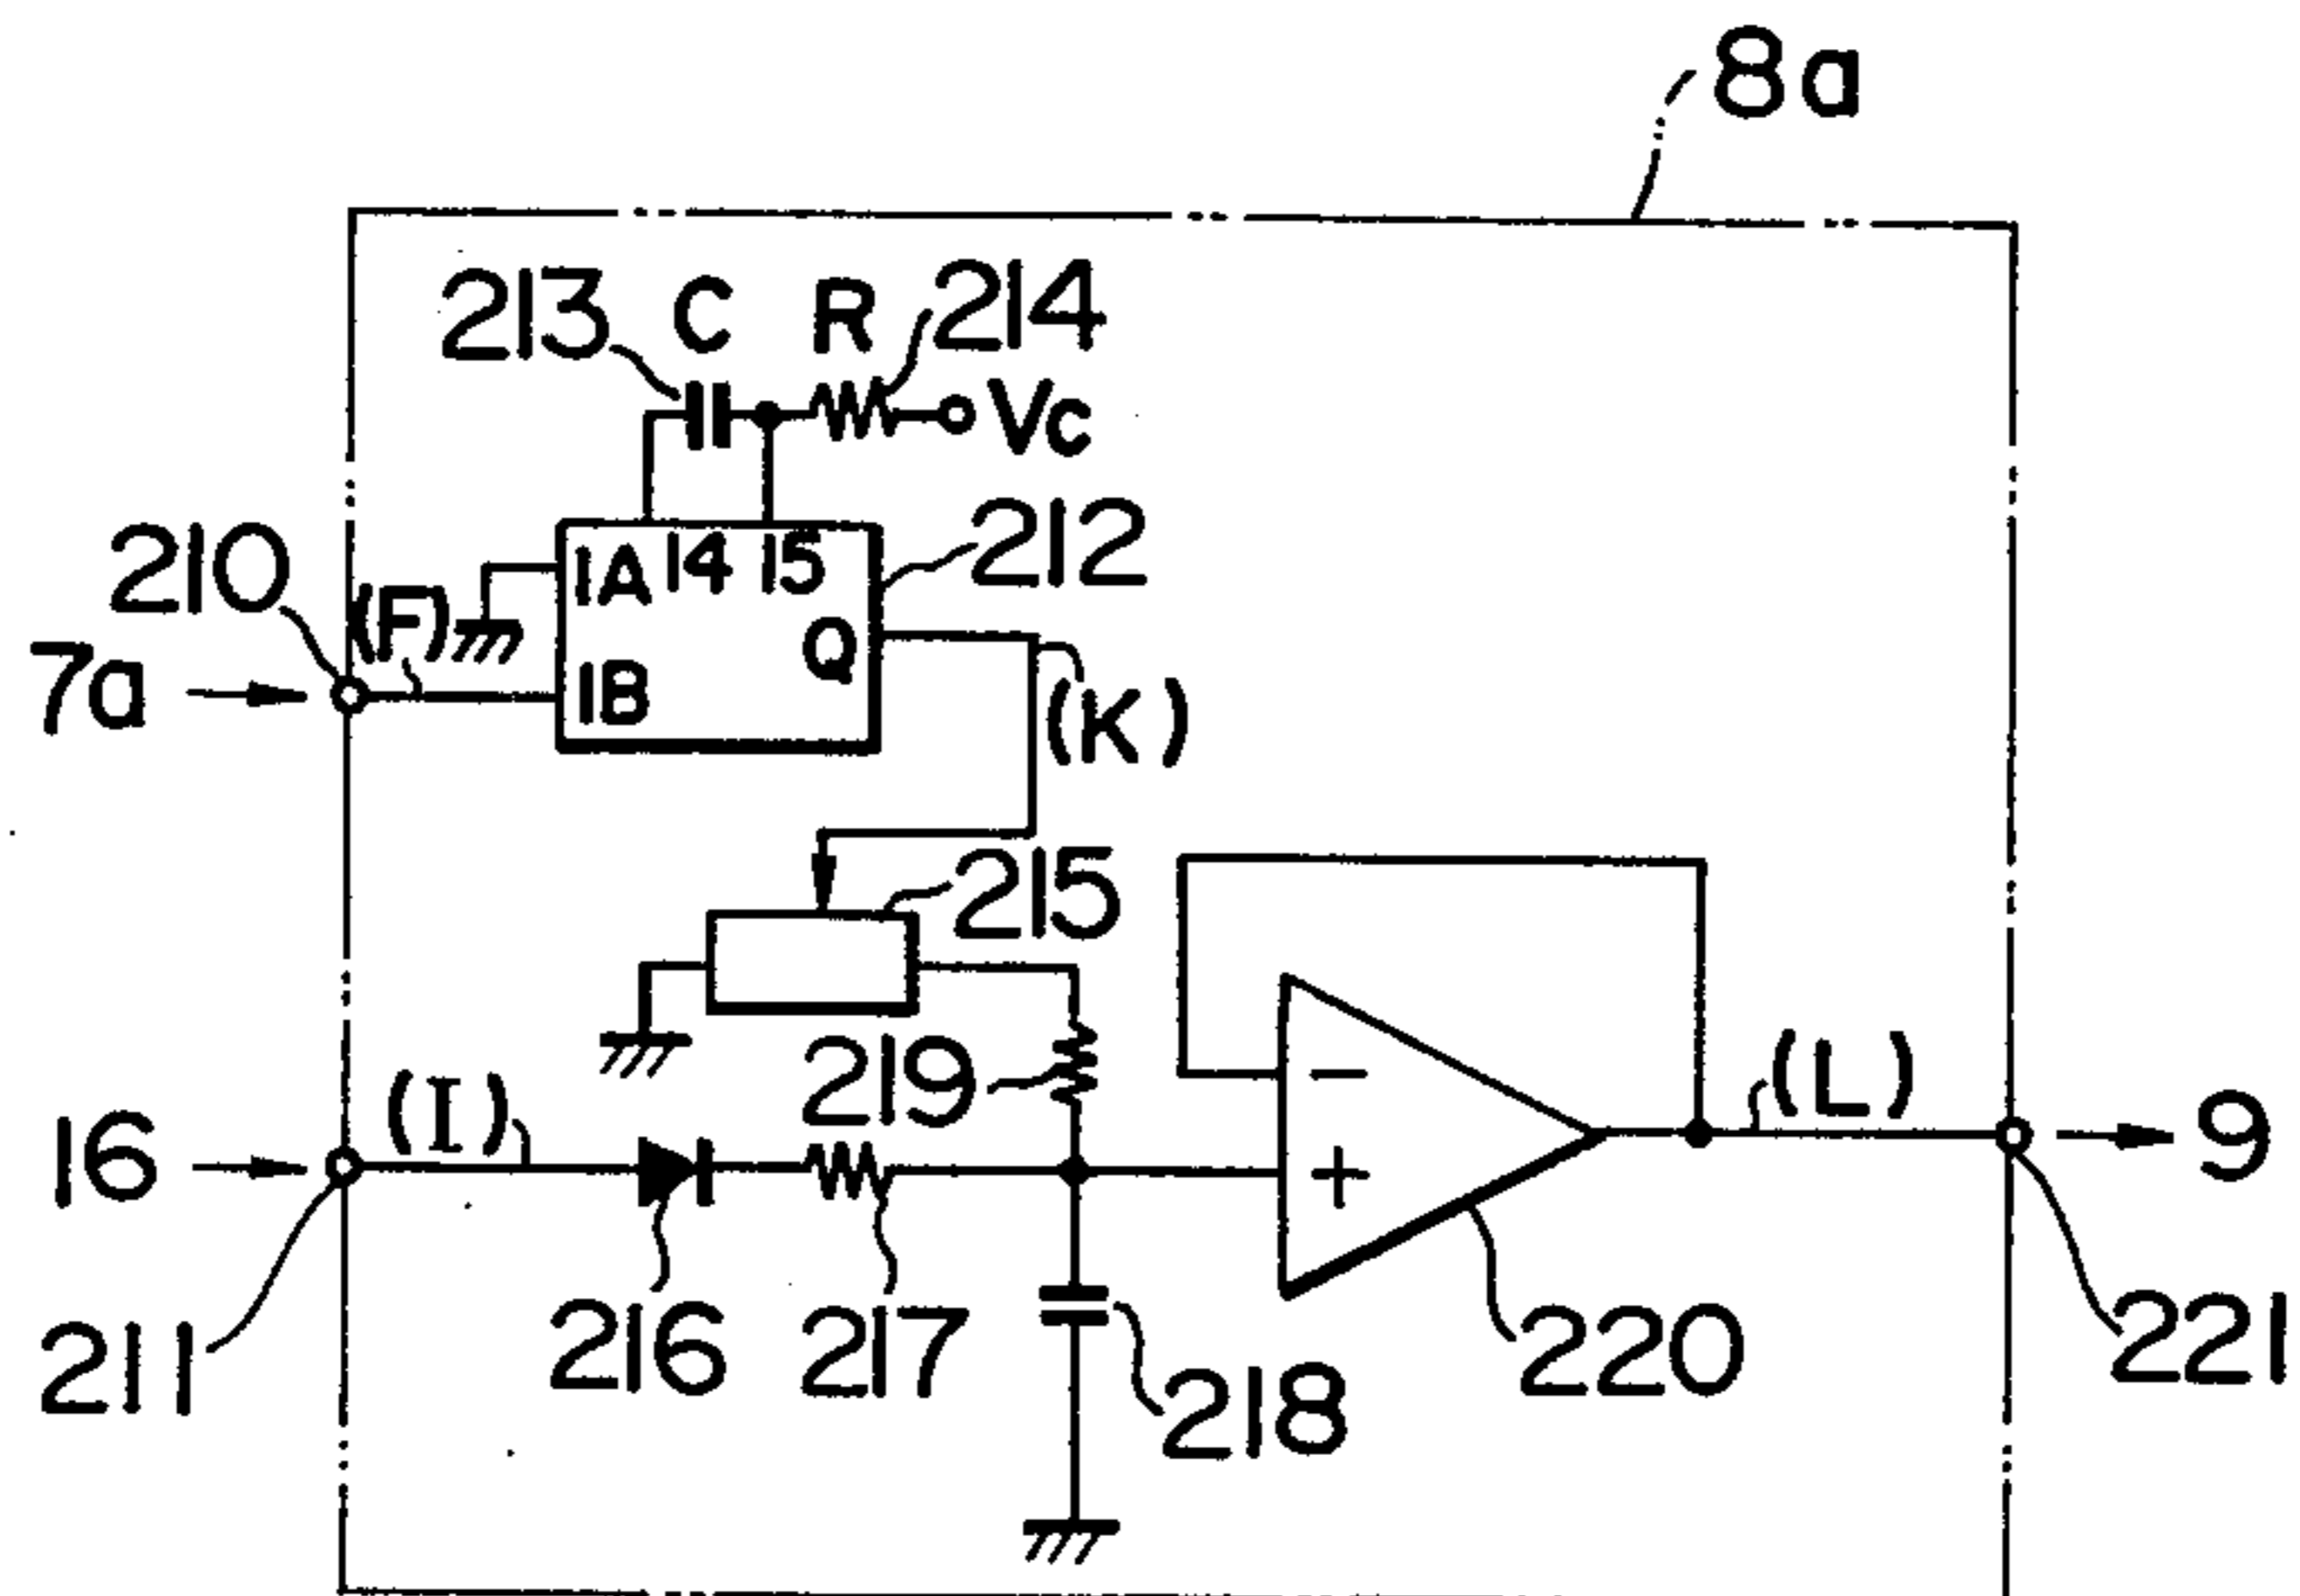 8a
213 C R 214
Vc
210
212
1A 14 15
(F)
Q
7a
1B
(K)
215
219
(L)
(I)
16
9
−
+
216 217
211
218
220
221